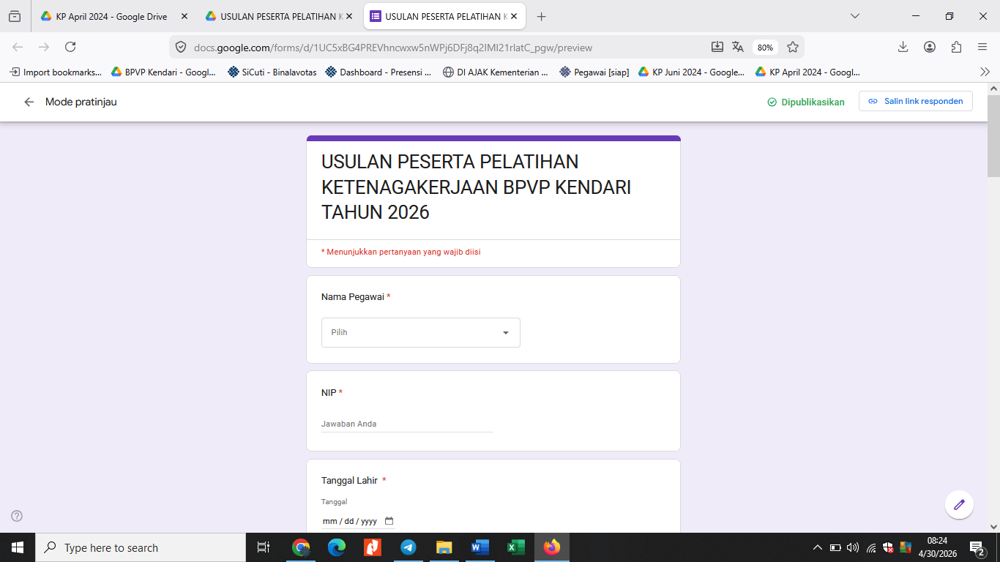 KP April 2024 - Google Drive
USULAN PESERTA PELATIHAN K
USULAN PESERTA PELATIHAN K
docs.google.com/forms/d/1UC5xBG4PREVhncwxw5nWPj6DFj8q2IMI21rlatC_pgw/preview
80%
Import bookmarks...
BPVP Kendari - Googl...
SiCuti - Binalavotas
Dashboard - Presensi ...
DI AJAK Kementerian ...
Pegawai [siap]
KP Juni 2024 - Google...
KP April 2024 - Googl...
Mode pratinjau
Dipublikasikan
Salin link responden
USULAN PESERTA PELATIHAN
KETENAGAKERJAAN BPVP KENDARI
TAHUN 2026
* Menunjukkan pertanyaan yang wajib diisi
Nama Pegawai *
Pilih
NIP *
Jawaban Anda
Tanggal Lahir *
Tanggal
mm / dd / yyyy
Type here to search
08:24
4/30/2026
2